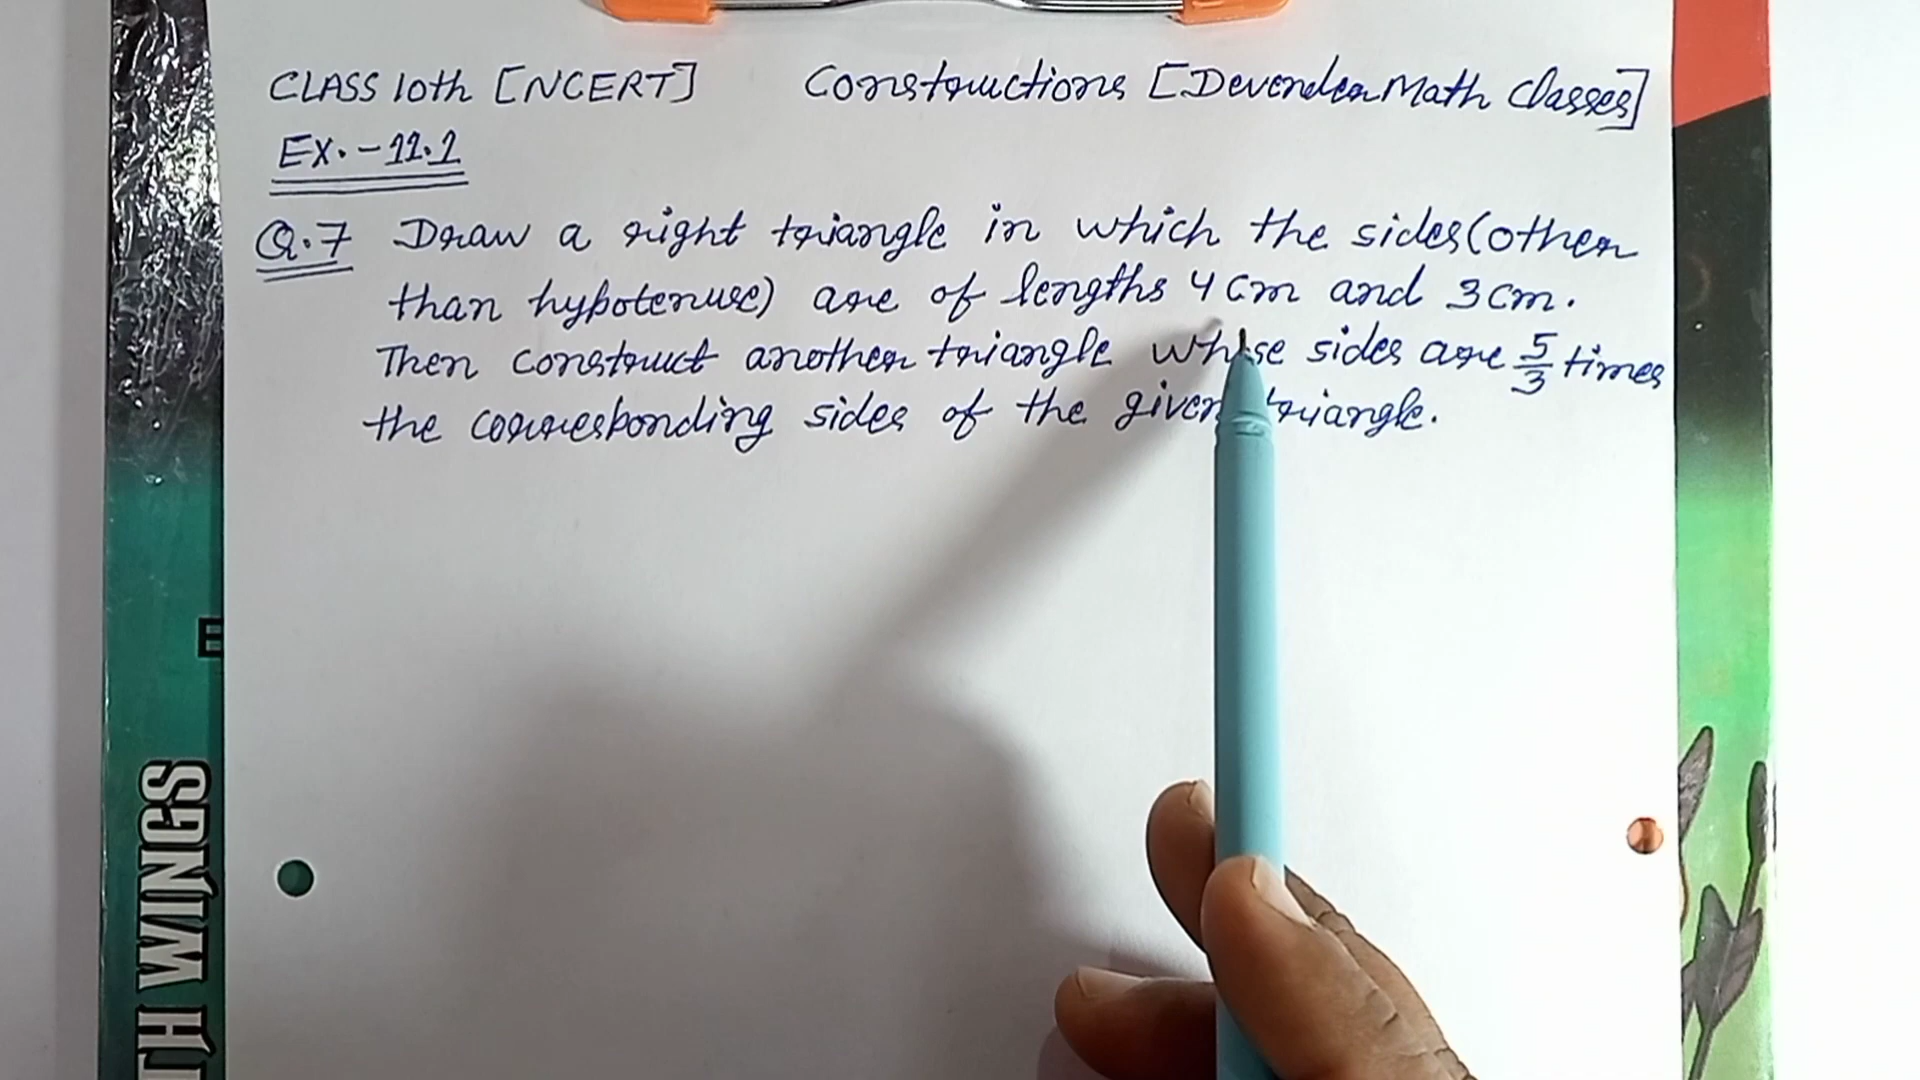 CLASS 10th [NCERT] Constructions [Devender Math Classes]
Ex. - 11.1
Q.7 Draw a right triangle in which the sides (other
than hypotenuse) are of lengths 4 cm and 3 cm.
Then construct another triangle whose sides are 5/3 times
the corresponding sides of the given triangle.
E
TH WINGS